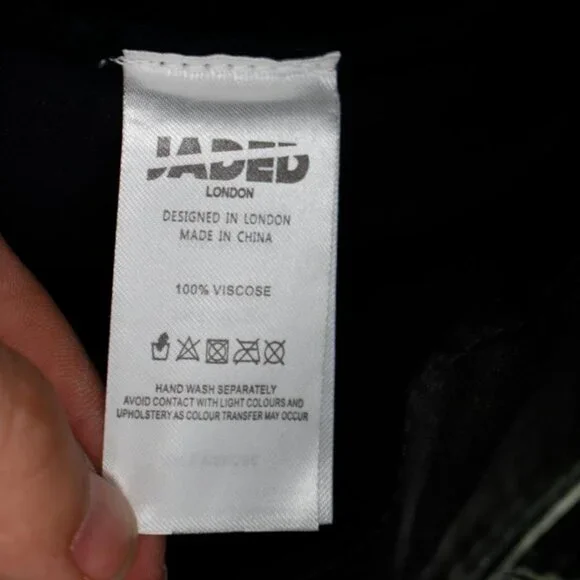 JADED
LONDON
DESIGNED IN LONDON
MADE IN CHINA
100% VISCOSE
HAND WASH SEPARATELY
AVOID CONTACT WITH LIGHT COLOURS AND
UPHOLSTERY AS COLOUR TRANSFER MAY OCCUR